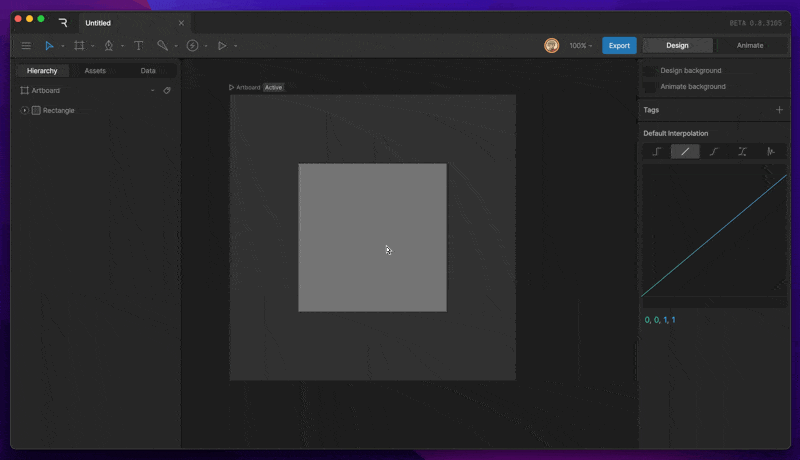 Untitled
BETA 0.8.3105
100%
Export
Design
Animate
Hierarchy
Assets
Data
Artboard
Rectangle
Artboard
Active
Design background
Animate background
Tags
Default Interpolation
0, 0, 1, 1